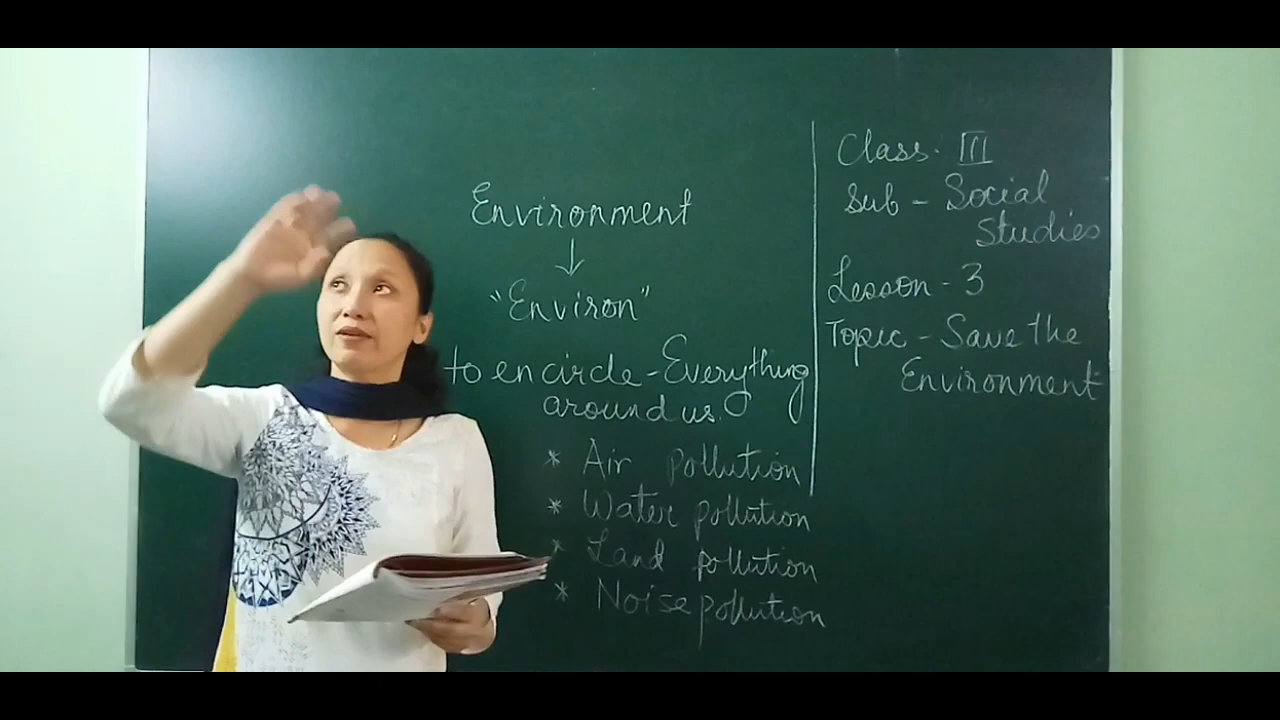 Environment
↓
"Environ"
to encircle - Everything
around us.
* Air pollution
* Water pollution
* Land pollution
* Noise pollution
Class. III
Sub - Social
Studies
Lesson - 3
Topic - Save the
Environment